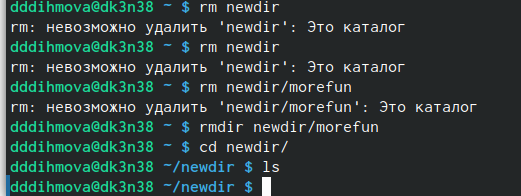 dddihmova@dk3n38 ~ $ rm newdir
rm: невозможно удалить 'newdir': Это каталог
dddihmova@dk3n38 ~ $ rm newdir
rm: невозможно удалить 'newdir': Это каталог
dddihmova@dk3n38 ~ $ rm newdir/morefun
rm: невозможно удалить 'newdir/morefun': Это каталог
dddihmova@dk3n38 ~ $ rmdir newdir/morefun
dddihmova@dk3n38 ~ $ cd newdir/
dddihmova@dk3n38 ~/newdir $ ls
dddihmova@dk3n38 ~/newdir $